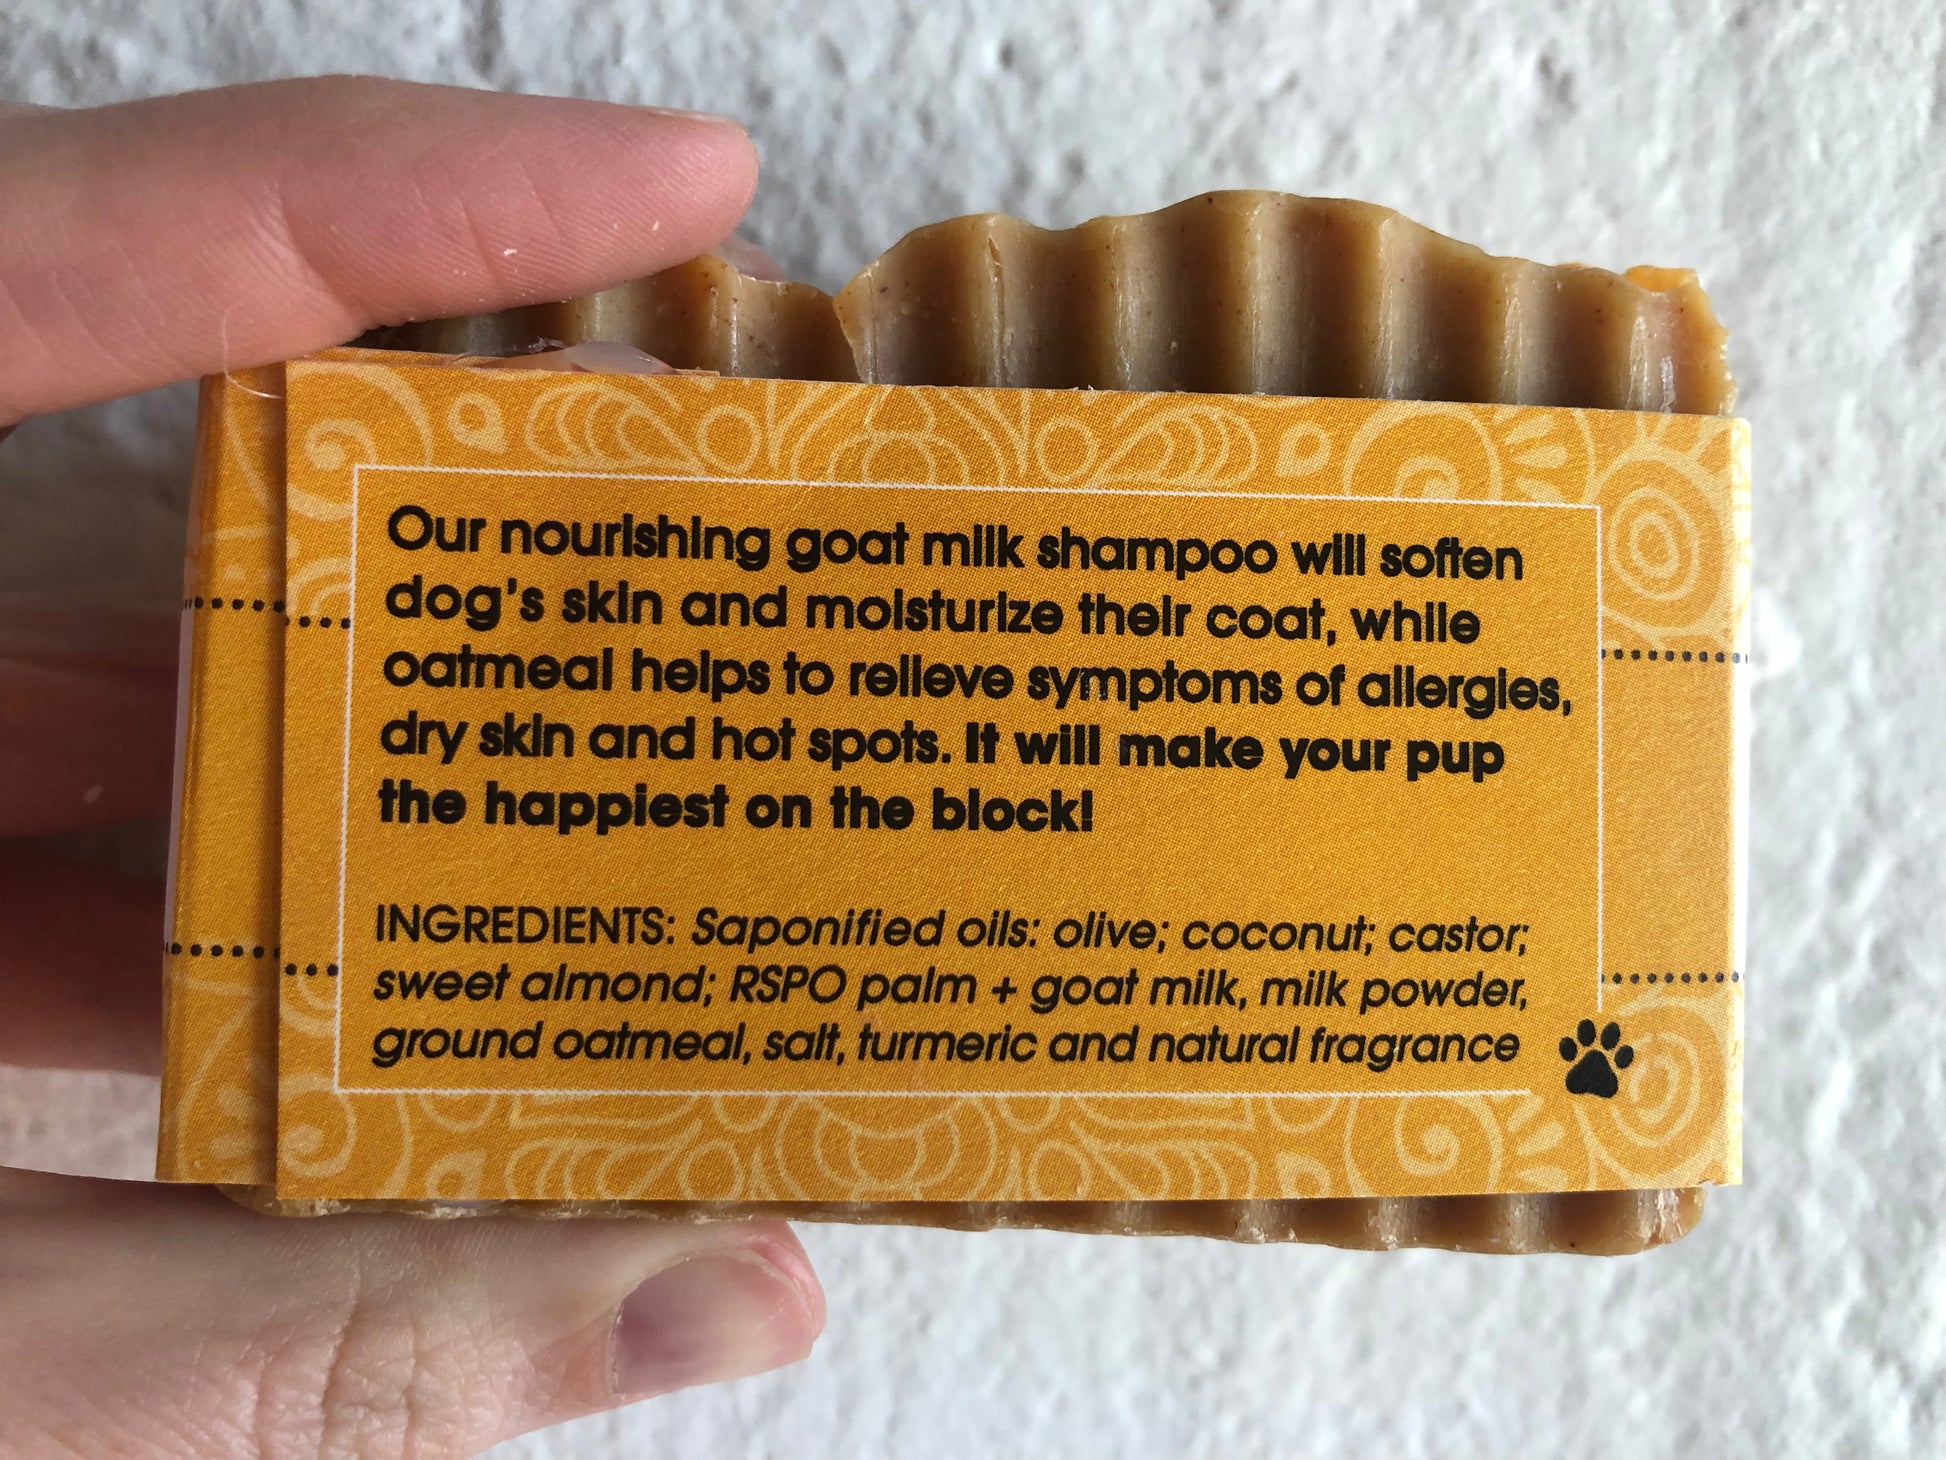 Our nourishing goat milk shampoo will soften
dog's skin and moisturize their coat, while
oatmeal helps to relieve symptoms of allergies,
dry skin and hot spots. It will make your pup
the happiest on the block!
INGREDIENTS: Saponified oils: olive; coconut; castor;
sweet almond; RSPO palm + goat milk, milk powder,
ground oatmeal, salt, turmeric and natural fragrance